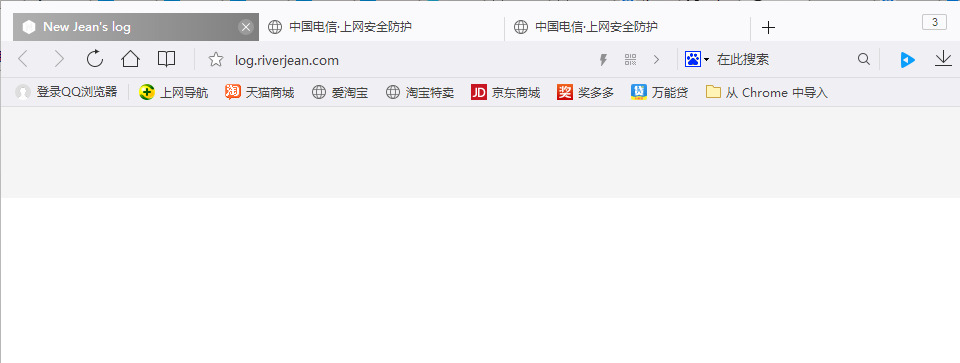 New Jean's log 中国电信·上网安全防护 中国电信·上网安全防护 3
log.riverjean.com 在此搜索
登录QQ浏览器 上网导航 淘 天猫商城 爱淘宝 淘宝特卖 JD 京东商城 奖 奖多多 万能贷 从 Chrome 中导入